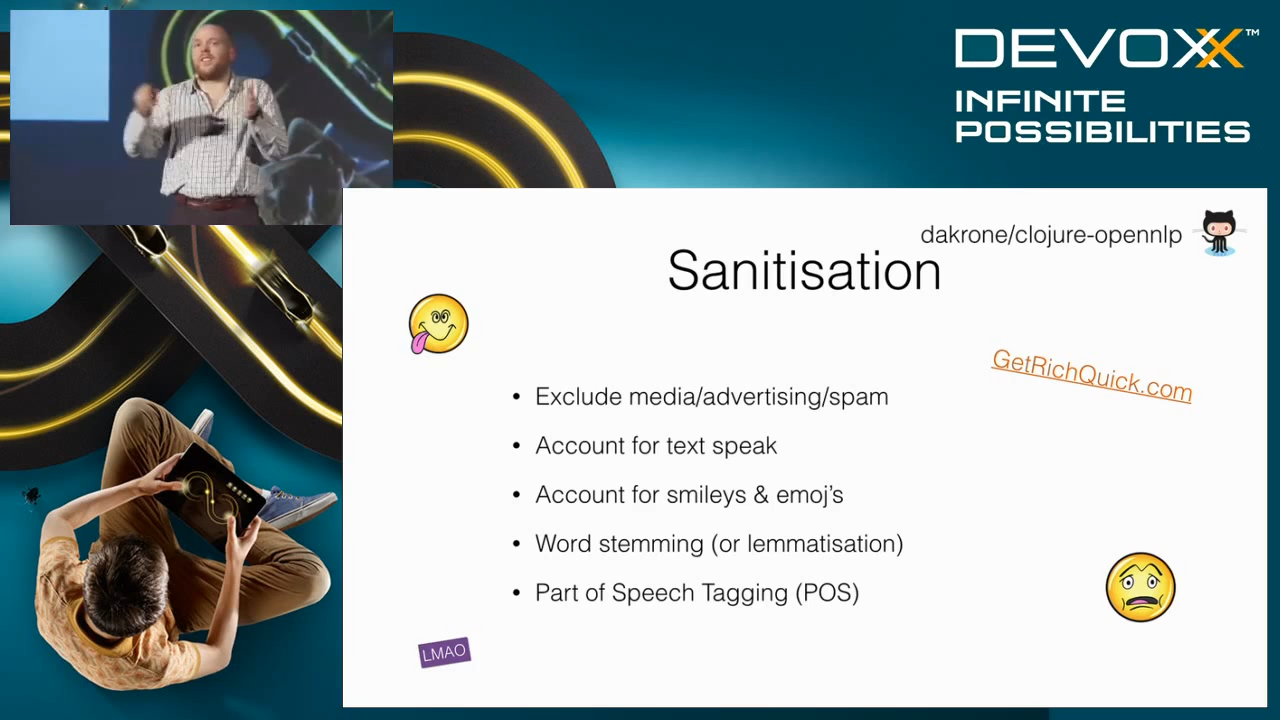 DEVOXX™
INFINITE
POSSIBILITIES
dakrone/clojure-opennlp
Sanitisation
GetRichQuick.com
• Exclude media/advertising/spam
• Account for text speak
• Account for smileys & emoj's
• Word stemming (or lemmatisation)
• Part of Speech Tagging (POS)
LMAO